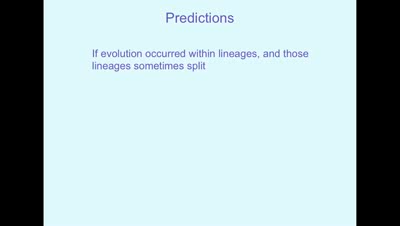 Predictions
If evolution occurred within lineages, and those
lineages sometimes split